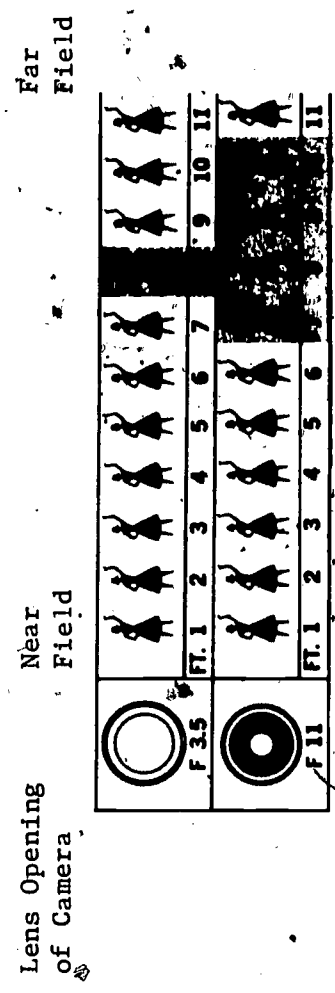 Lens Opening
of Camera
Near
Field
Far
Field
F 3.5
FT. 1 2 3 4 5 6 7 9 10 11
F 11
FT. 1 2 3 4 5 6 11